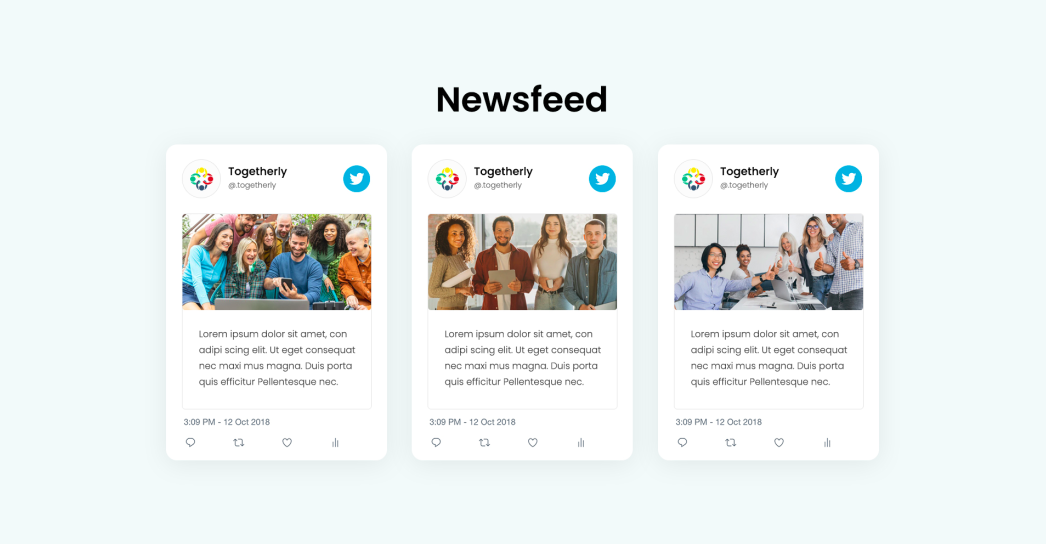 Newsfeed
Togetherly
@.togetherly
Lorem ipsum dolor sit amet, con
adipi scing elit. Ut eget consequat
nec maxi mus magna. Duis porta
quis efficitur Pellentesque nec.
3:09 PM - 12 Oct 2018
Togetherly
@.togetherly
Lorem ipsum dolor sit amet, con
adipi scing elit. Ut eget consequat
nec maxi mus magna. Duis porta
quis efficitur Pellentesque nec.
3:09 PM - 12 Oct 2018
Togetherly
@.togetherly
Lorem ipsum dolor sit amet, con
adipi scing elit. Ut eget consequat
nec maxi mus magna. Duis porta
quis efficitur Pellentesque nec.
3:09 PM - 12 Oct 2018